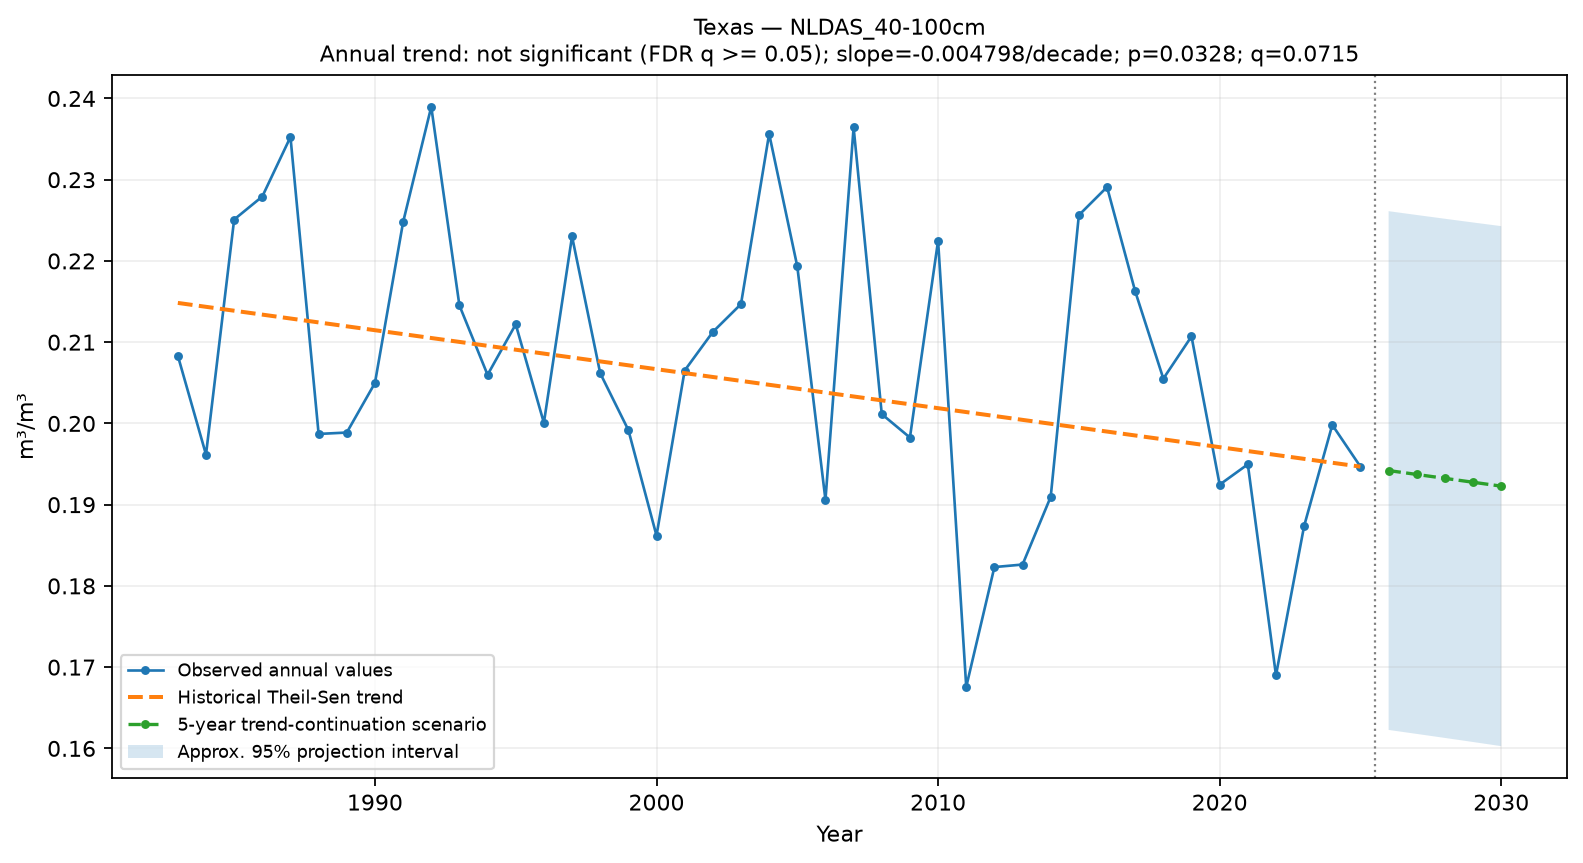 Texas — NLDAS_40-100cm
Annual trend: not significant (FDR q >= 0.05); slope=-0.004798/decade; p=0.0328; q=0.0715
m³/m³
0.24
0.23
0.22
0.21
0.20
0.19
0.18
0.17
0.16
Observed annual values
Historical Theil-Sen trend
5-year trend-continuation scenario
Approx. 95% projection interval
1990
2000
2010
2020
2030
Year